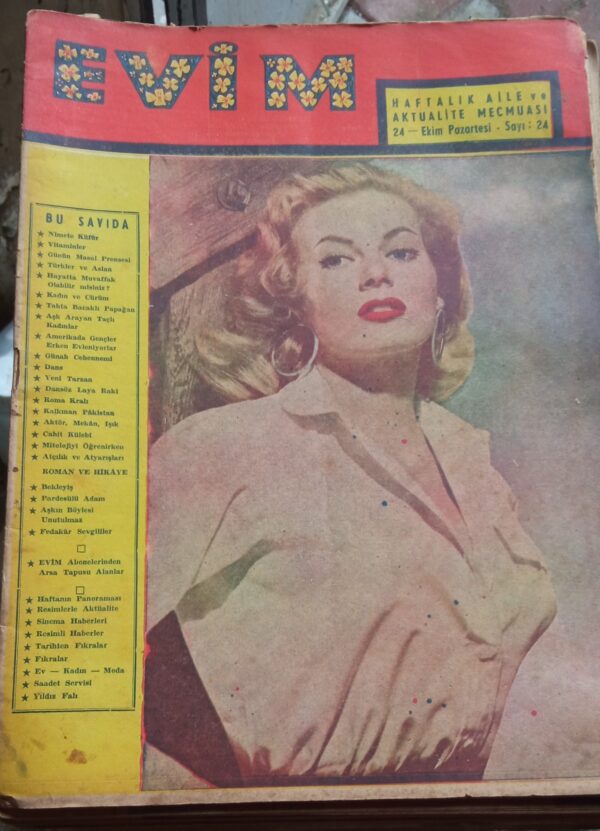 EVİM
HAFTALIK AİLE ve
AKTUALİTE MECMUASI
24 — Ekim Pazartesi - Sayı: 24
BU SAYIDA
★ Nimete Küfür
★ Vitaminler
★ Günün Masal Prensesi
★ Türkler ve Aslan
★ Hayatta Muvaffak
Olabilir misiniz?
★ Kadın ve Cürüm
★ Tahta Bacaklı Papağan
★ Aşk Arayan Taçlı
Kadınlar
★ Amerikada Gençler
Erken Evleniyorlar
★ Günah Cehennemi
★ Dans
★ Yeni Tarzan
★ Dansöz Laya Raki
★ Roma Kralı
★ Kalkınan Pâkistan
★ Aktör, Mekân, Işık
★ Cahit Külebi
★ Mitolojiyi Öğrenirken
★ Atçılık ve Atyarışları
ROMAN VE HİKÂYE
★ Bekleyiş
★ Pardesülü Adam
★ Aşkın Böylesi
Unutulmaz
★ Fedakâr Sevgililer
★ EVİM Abonelerinden
Arsa Tapusu Alanlar
★ Haftanın Panoraması
★ Resimlerle Aktüalite
★ Sinema Haberleri
★ Resimli Haberler
★ Tarihten Fıkralar
★ Fıkralar
★ Ev — Kadın — Moda
★ Saadet Servisi
★ Yıldız Falı